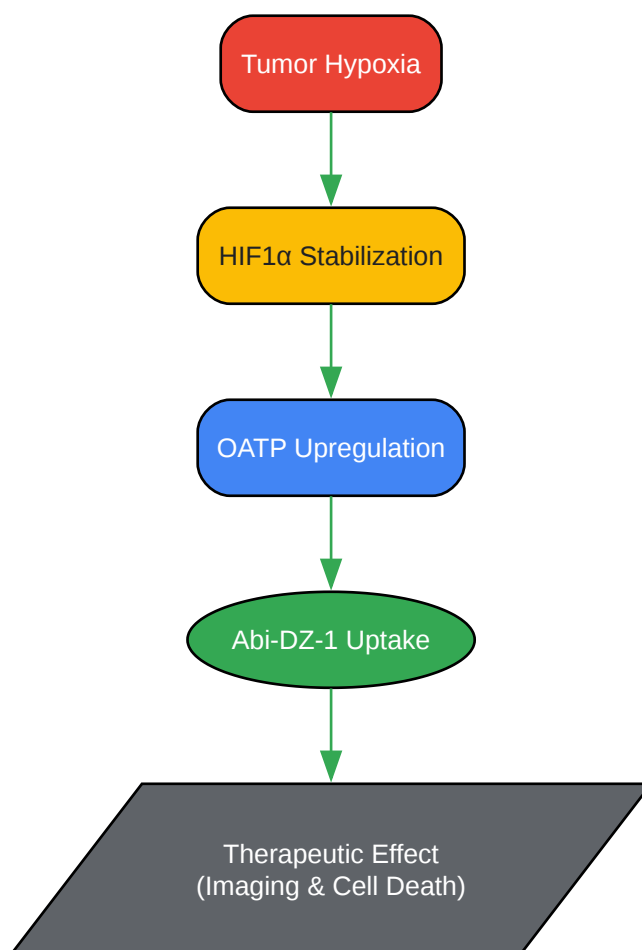 Tumor Hypoxia
HIF1α Stabilization
OATP Upregulation
Abi-DZ-1 Uptake
Therapeutic Effect
(Imaging & Cell Death)